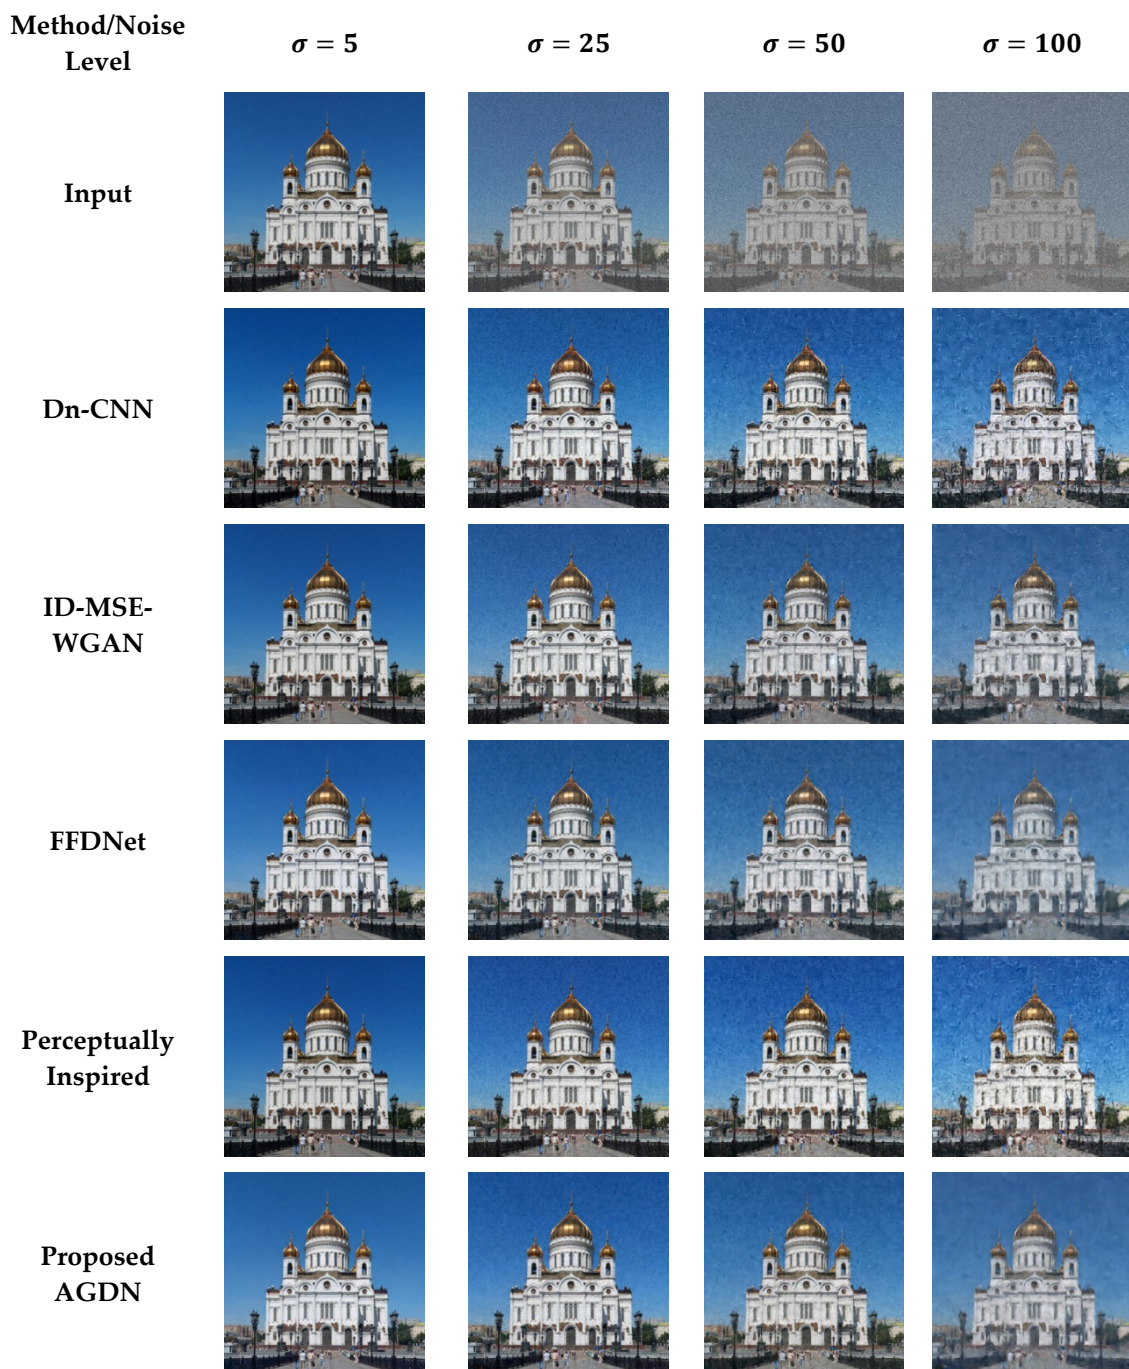 Method/Noise
Level
σ = 5
σ = 25
σ = 50
σ = 100
Input
Dn-CNN
ID-MSE-
WGAN
FFDNet
Perceptually
Inspired
Proposed
AGDN